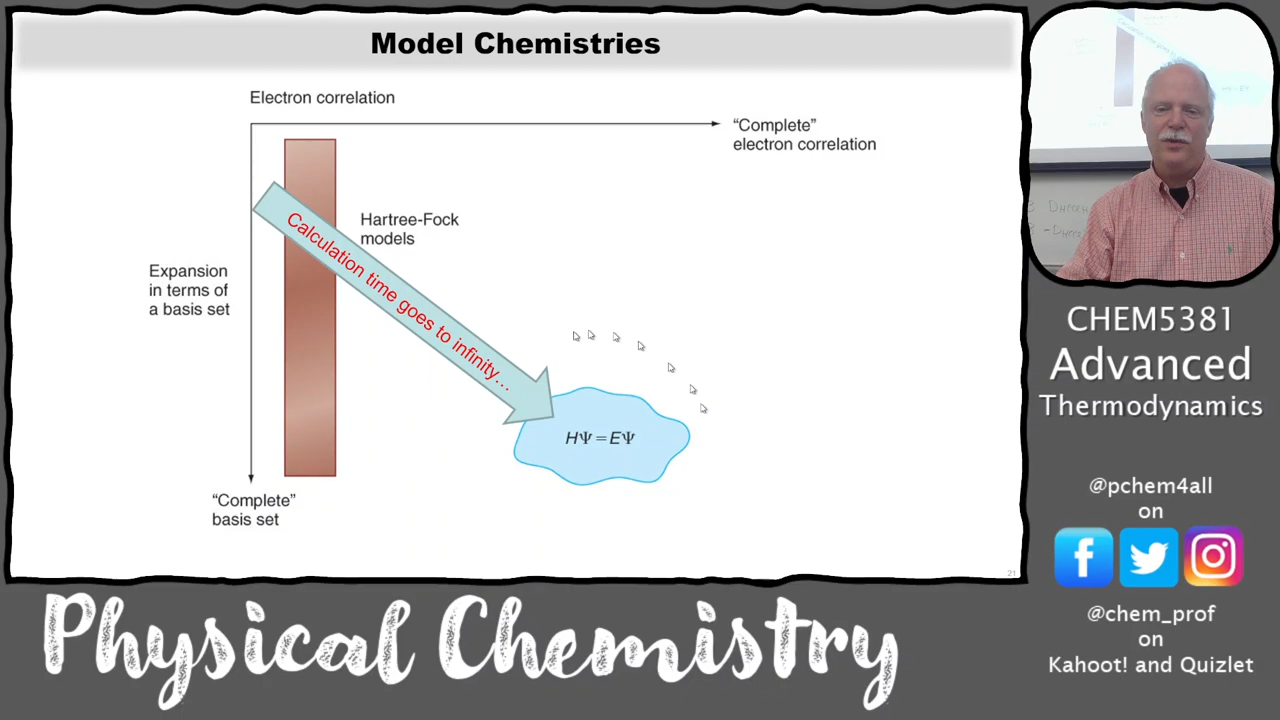 Model Chemistries
Electron correlation
“Complete”
electron correlation
Hartree-Fock
models
Calculation time goes to infinity…
Expansion
in terms of
a basis set
HΨ = EΨ
“Complete”
basis set
21
CHEM5381
Advanced
Thermodynamics
@pchem4all
on
@chem_prof
on
Kahoot! and Quizlet
Physical Chemistry